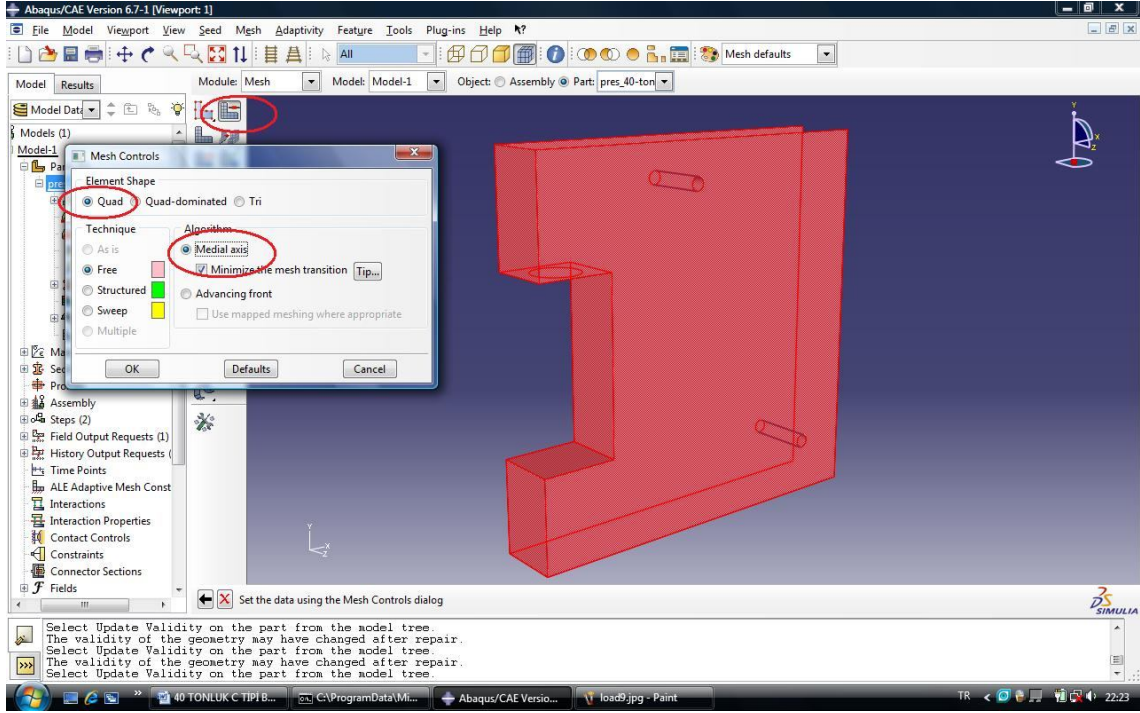 Abaqus/CAE Version 6.7-1 [Viewport: 1]
File Model Viewport View Seed Mesh Adaptivity Feature Tools Plug-ins Help
All
Mesh defaults
Model Results
Module: Mesh Model: Model-1 Object: Assembly Part: pres_40-ton
Model Data
Models (1)
Model-1
Mesh Controls
Element Shape
Quad Quad-dominated Tri
Technique
Algorithm
As is
Medial axis
Free
Minimize the mesh transition Tip...
Structured
Advancing front
Sweep
Use mapped meshing where appropriate
Multiple
OK Defaults Cancel
Assembly
Steps (2)
Field Output Requests (1)
History Output Requests (
Time Points
ALE Adaptive Mesh Const
Interactions
Interaction Properties
Contact Controls
Constraints
Connector Sections
Fields
Y
X
Z
Y
X
Z
Set the data using the Mesh Controls dialog
SIMULIA
Select Update Validity on the part from the model tree.
The validity of the geometry may have changed after repair.
Select Update Validity on the part from the model tree.
The validity of the geometry may have changed after repair.
Select Update Validity on the part from the model tree.
40 TONLUK C TİPİ B... C:\ProgramData\Mi... Abaqus/CAE Versio... load9.jpg - Paint TR 22:23